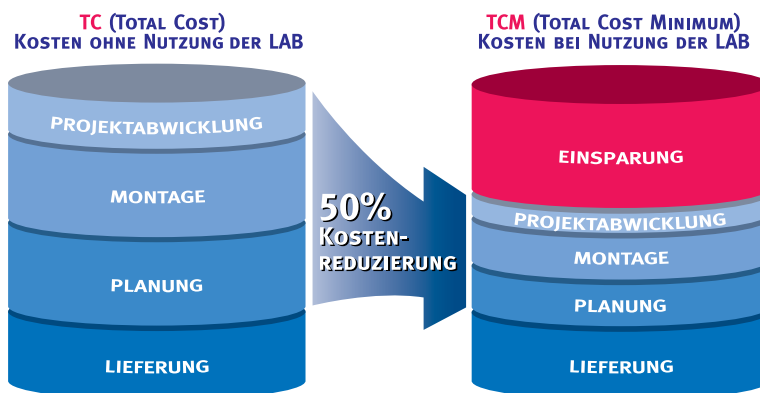 TC (Total Cost)
Kosten ohne Nutzung der LAB
PROJEKTABWICKLUNG
MONTAGE
PLANUNG
LIEFERUNG
50%
Kosten-
reduzierung
TCM (Total Cost Minimum)
Kosten bei Nutzung der LAB
EINSPARUNG
PROJEKTABWICKLUNG
MONTAGE
PLANUNG
LIEFERUNG